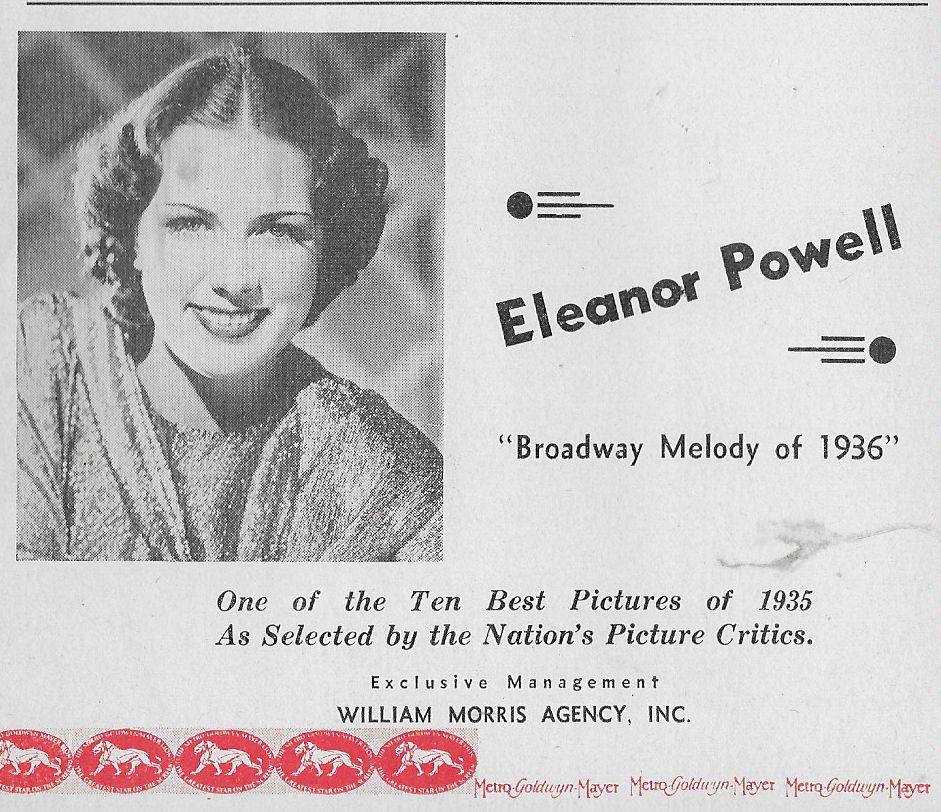 Eleanor Powell
“Broadway Melody of 1936”
One of the Ten Best Pictures of 1935
As Selected by the Nation's Picture Critics.
Exclusive Management
WILLIAM MORRIS AGENCY, INC.
Metro-Goldwyn-Mayer Metro-Goldwyn-Mayer Metro-Goldwyn-Mayer